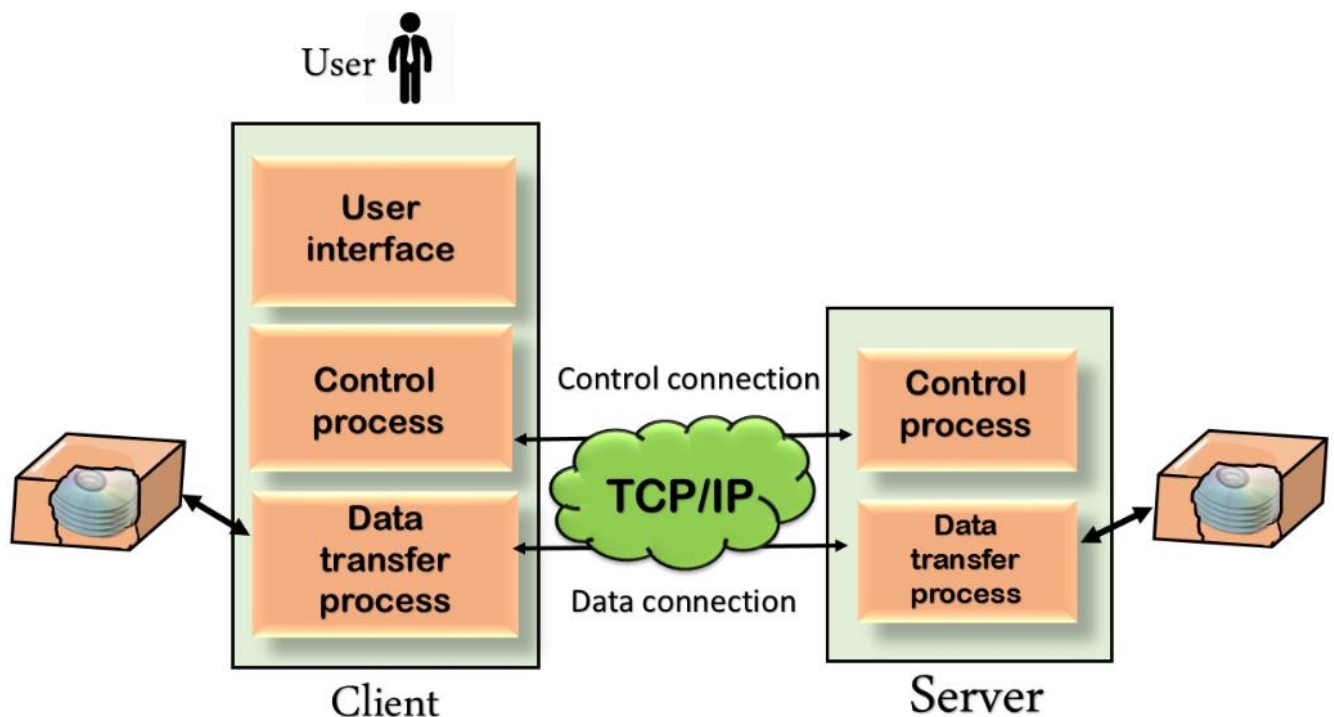 User
User
interface
Control
process
Data
transfer
process
Client
Control connection
TCP/IP
Data connection
Control
process
Data
transfer
process
Server